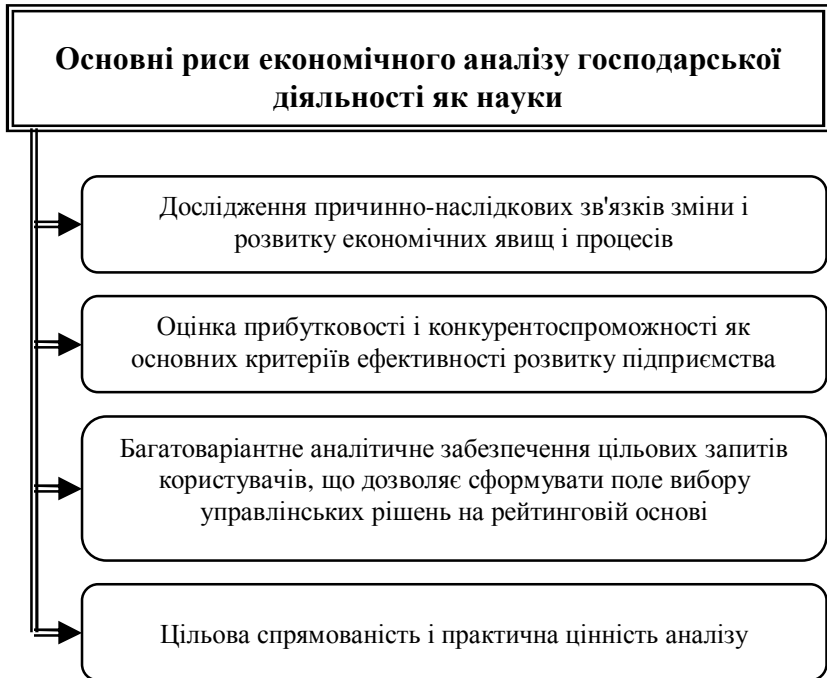 Основні риси економічного аналізу господарської
діяльності як науки
Дослідження причинно-наслідкових зв'язків зміни і
розвитку економічних явищ і процесів
Оцінка прибутковості і конкурентоспроможності як
основних критеріїв ефективності розвитку підприємства
Багатоваріантне аналітичне забезпечення цільових запитів
користувачів, що дозволяє сформувати поле вибору
управлінських рішень на рейтинговій основі
Цільова спрямованість і практична цінність аналізу